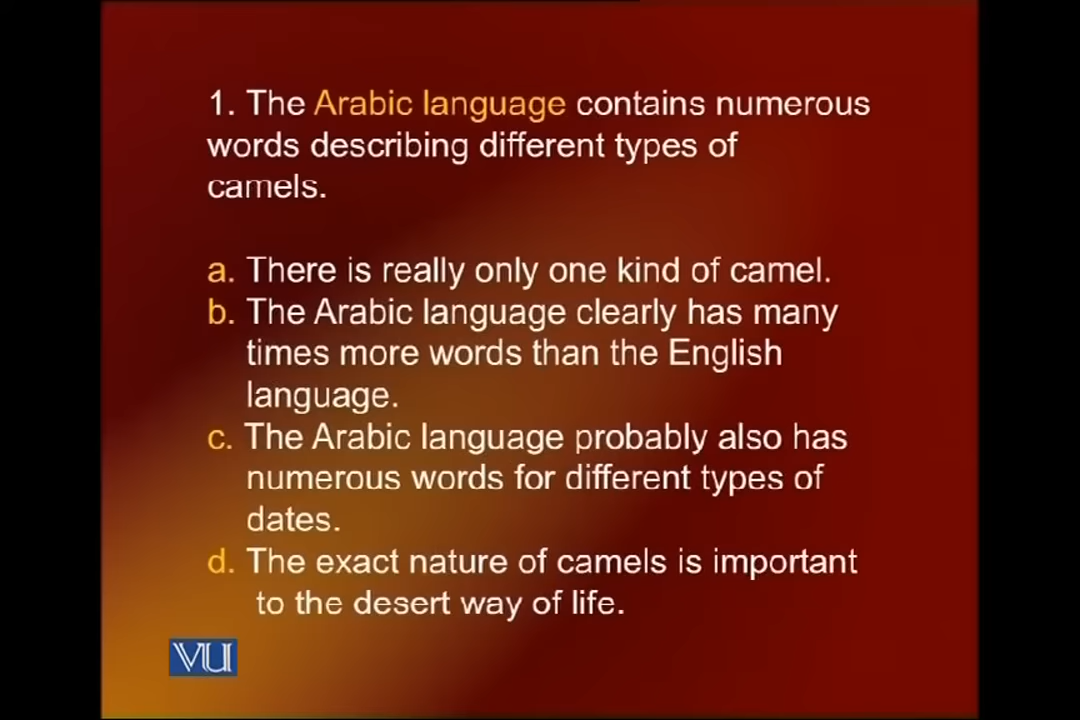 1. The Arabic language contains numerous
words describing different types of
camels.
a. There is really only one kind of camel.
b. The Arabic language clearly has many
times more words than the English
language.
c. The Arabic language probably also has
numerous words for different types of
dates.
d. The exact nature of camels is important
to the desert way of life.
VU